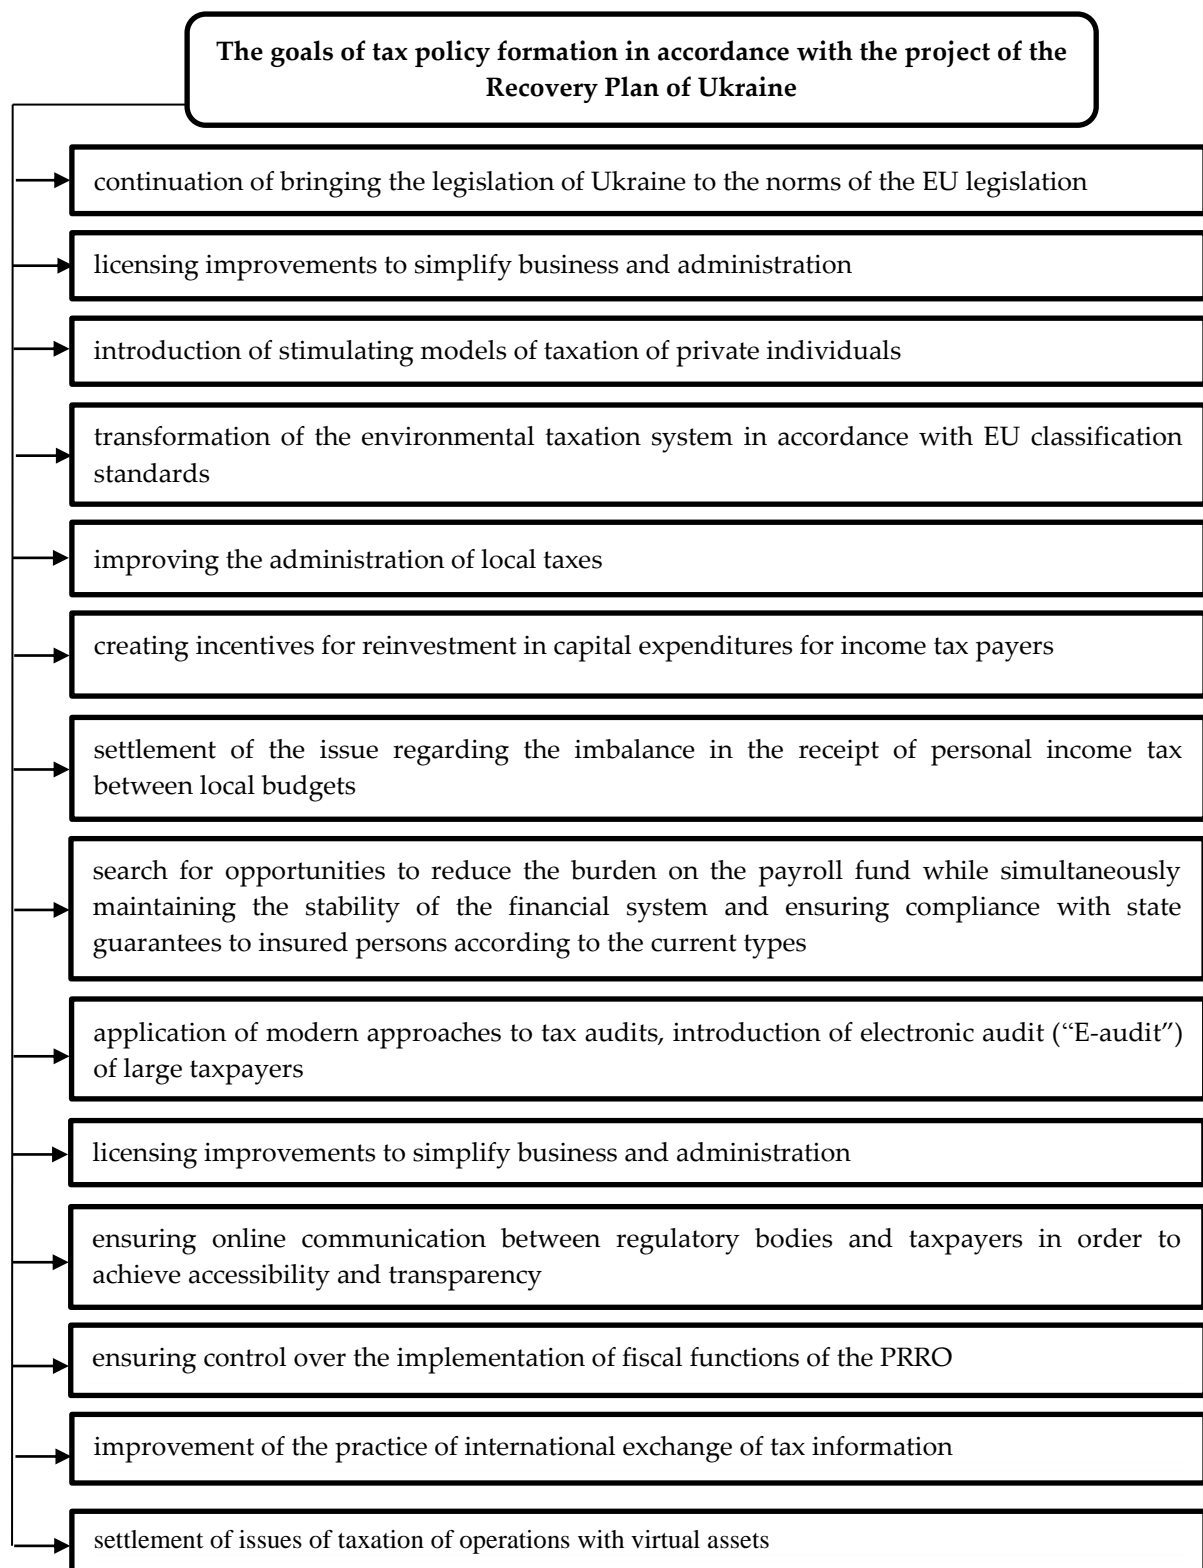 The goals of tax policy formation in accordance with the project of the
Recovery Plan of Ukraine
continuation of bringing the legislation of Ukraine to the norms of the EU legislation
licensing improvements to simplify business and administration
introduction of stimulating models of taxation of private individuals
transformation of the environmental taxation system in accordance with EU classification
standards
improving the administration of local taxes
creating incentives for reinvestment in capital expenditures for income tax payers
settlement of the issue regarding the imbalance in the receipt of personal income tax
between local budgets
search for opportunities to reduce the burden on the payroll fund while simultaneously
maintaining the stability of the financial system and ensuring compliance with state
guarantees to insured persons according to the current types
application of modern approaches to tax audits, introduction of electronic audit (“E-audit”)
of large taxpayers
licensing improvements to simplify business and administration
ensuring online communication between regulatory bodies and taxpayers in order to
achieve accessibility and transparency
ensuring control over the implementation of fiscal functions of the PRRO
improvement of the practice of international exchange of tax information
settlement of issues of taxation of operations with virtual assets